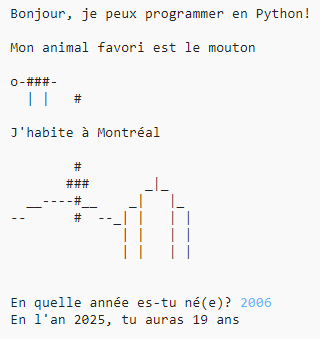 Bonjour, je peux programmer en Python!
Mon animal favori est le mouton
o-###-
  | |   #
J'habite à Montréal
        #
       ###       _|_
  __----#__    _|   |_
--      #  --_| |   | |
              | |   | |
              | |   | |
En quelle année es-tu né(e)? 2006
En l'an 2025, tu auras 19 ans